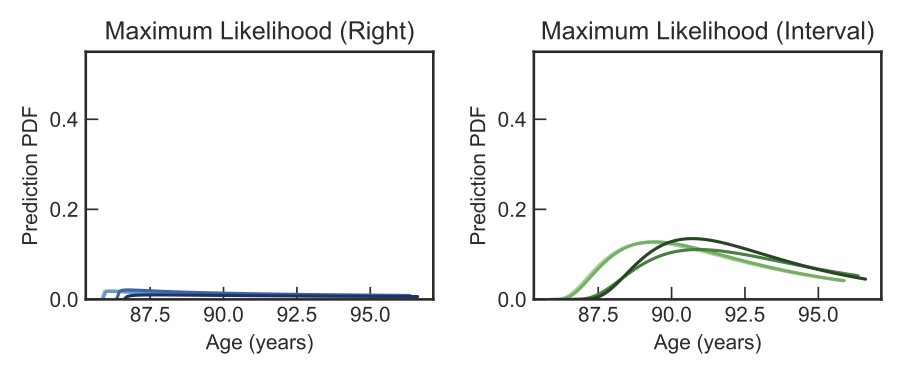 Maximum Likelihood (Right)
Prediction PDF
0.4
0.2
0.0
87.5 90.0 92.5 95.0
Age (years)
Maximum Likelihood (Interval)
Prediction PDF
0.4
0.2
0.0
87.5 90.0 92.5 95.0
Age (years)